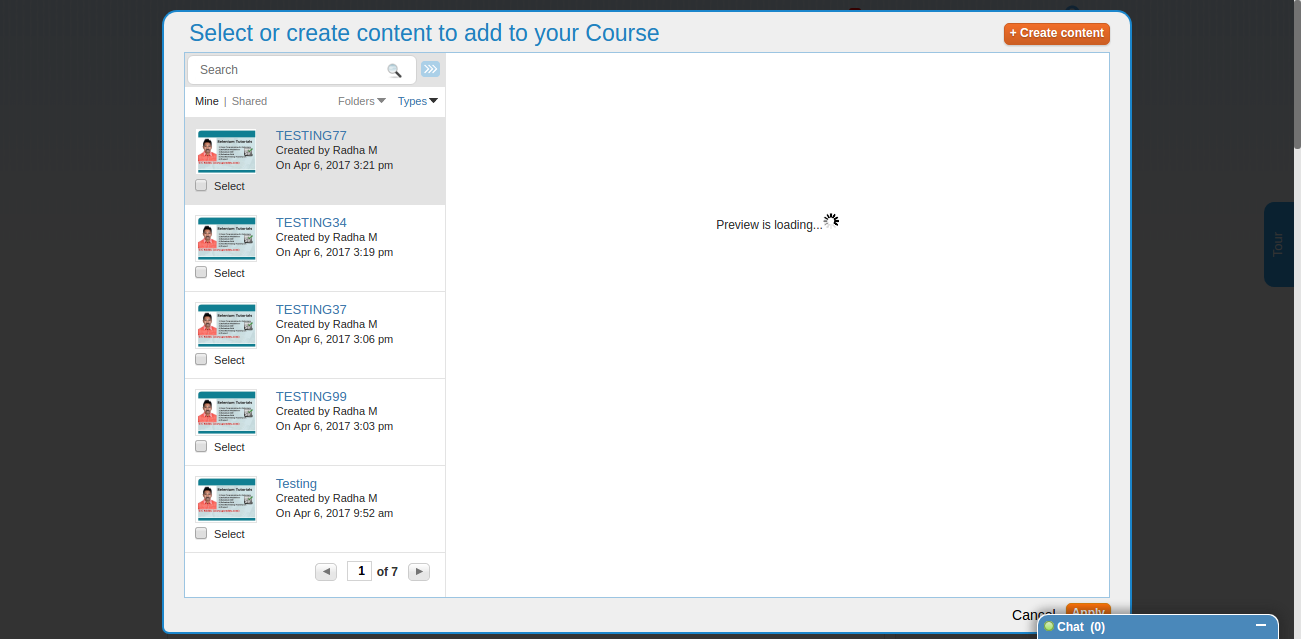 Select or create content to add to your Course
+ Create content
Search
Mine | Shared
Folders
Types
TESTING77
Created by Radha M
On Apr 6, 2017 3:21 pm
Select
TESTING34
Created by Radha M
On Apr 6, 2017 3:19 pm
Select
TESTING37
Created by Radha M
On Apr 6, 2017 3:06 pm
Select
TESTING99
Created by Radha M
On Apr 6, 2017 3:03 pm
Select
Testing
Created by Radha M
On Apr 6, 2017 9:52 am
Select
Preview is loading...
Tour
1 of 7
Cancel
Apply
Chat (0)